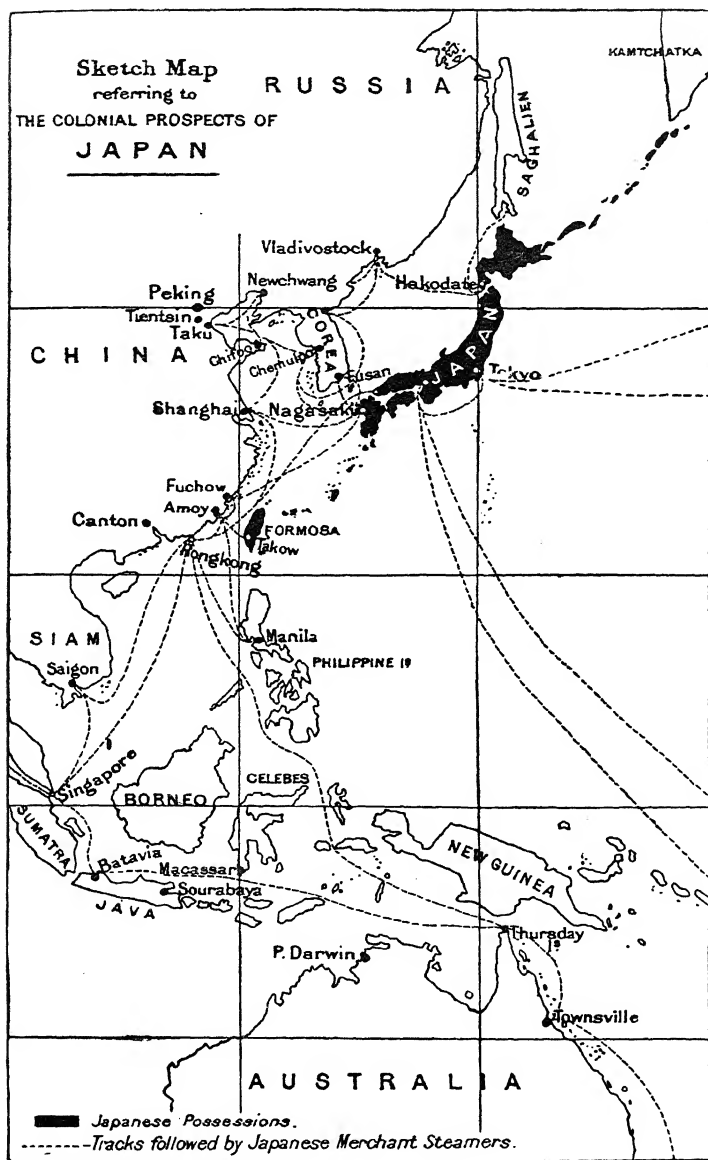 Sketch Map
referring to
THE COLONIAL PROSPECTS OF
JAPAN
RUSSIA
KAMTCHATKA
SAGHALIEN
Vladivostock
Newchwang
Hakodate
Peking
Tientsin
Taku
COREA
CHINA
Chifoo
Chemulpo
Fusan
JAPAN
Tokyo
Shanghai
Nagasaki
Fuchow
Amoy
Canton
FORMOSA
Takow
Hongkong
SIAM
Manila
Saigon
PHILIPPINE Is
Singapore
CELEBES
BORNEO
SUMATRA
NEW GUINEA
Batavia
Macassar
Sourabaya
JAVA
Thursday
Is
P. Darwin
Townsville
AUSTRALIA
Japanese Possessions.
Tracks followed by Japanese Merchant Steamers.